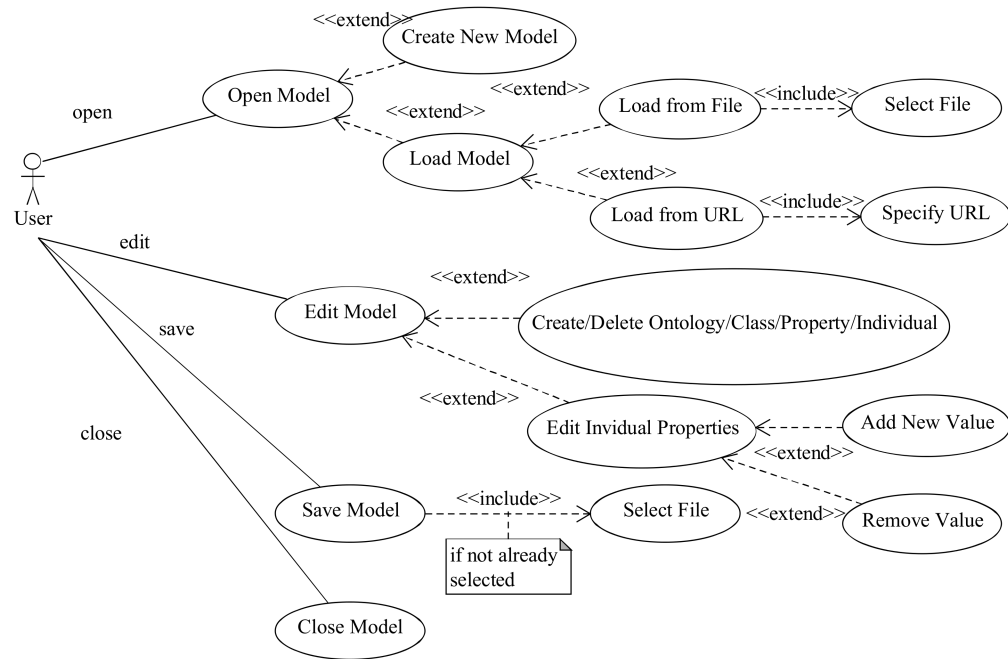 <<extend>>
Create New Model
Open Model
open
<<extend>>
<<extend>>
Load from File
<<include>>
Select File
Load Model
<<extend>>
Load from URL
<<include>>
Specify URL
User
edit
<<extend>>
Edit Model
Create/Delete Ontology/Class/Property/Individual
save
<<extend>>
close
Edit Invidual Properties
Add New Value
<<extend>>
Save Model
<<include>>
Select File
<<extend>>
Remove Value
if not already
selected
Close Model